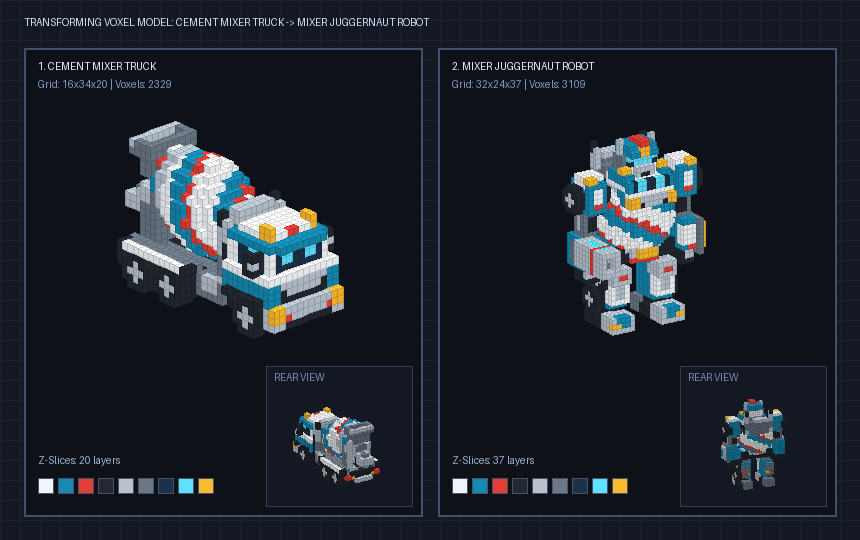 TRANSFORMING VOXEL MODEL: CEMENT MIXER TRUCK -> MIXER JUGGERNAUT ROBOT
1. CEMENT MIXER TRUCK
Grid: 16x34x20 | Voxels: 2329
REAR VIEW
Z-Slices: 20 layers
2. MIXER JUGGERNAUT ROBOT
Grid: 32x24x37 | Voxels: 3109
REAR VIEW
Z-Slices: 37 layers